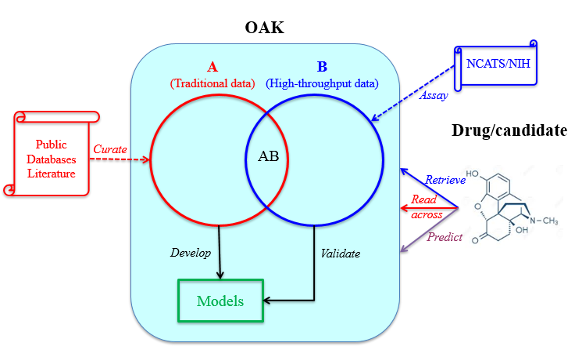 OAK
A
(Traditional data)
B
(High-throughput data)
NCATS/NIH
Assay
Public
Databases
Literature
Curate
AB
Drug/candidate
Retrieve
Read
across
Predict
HO
O
N
CH₃
OH
O
Develop
Validate
Models